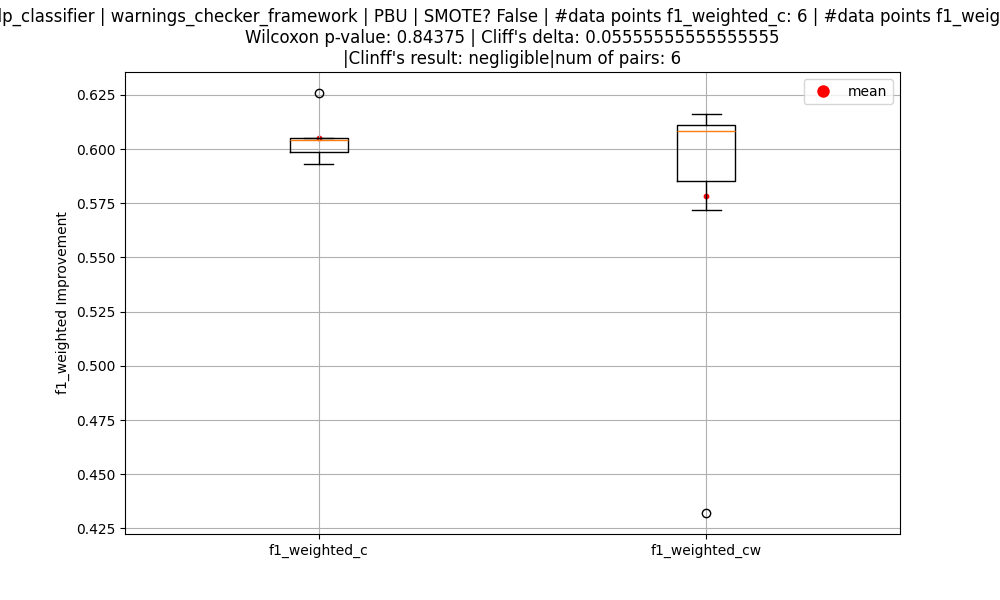 lp_classifier | warnings_checker_framework | PBU | SMOTE? False | #data points f1_weighted_c: 6 | #data points f1_weig
Wilcoxon p-value: 0.84375 | Cliff's delta: 0.05555555555555555
|Clinff's result: negligible|num of pairs: 6
mean
0.625
0.600
0.575
0.550
0.525
0.500
0.475
0.450
0.425
f1_weighted Improvement
f1_weighted_c
f1_weighted_cw